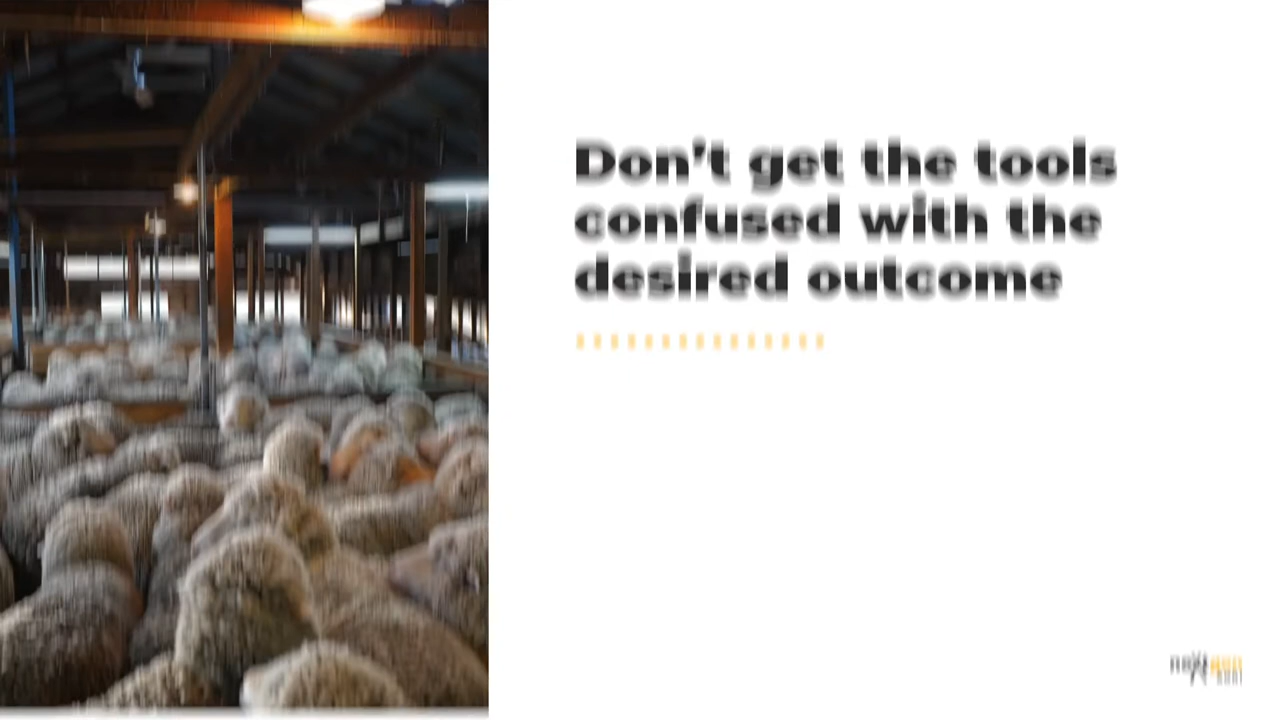 Don't get the tools
confused with the
desired outcome